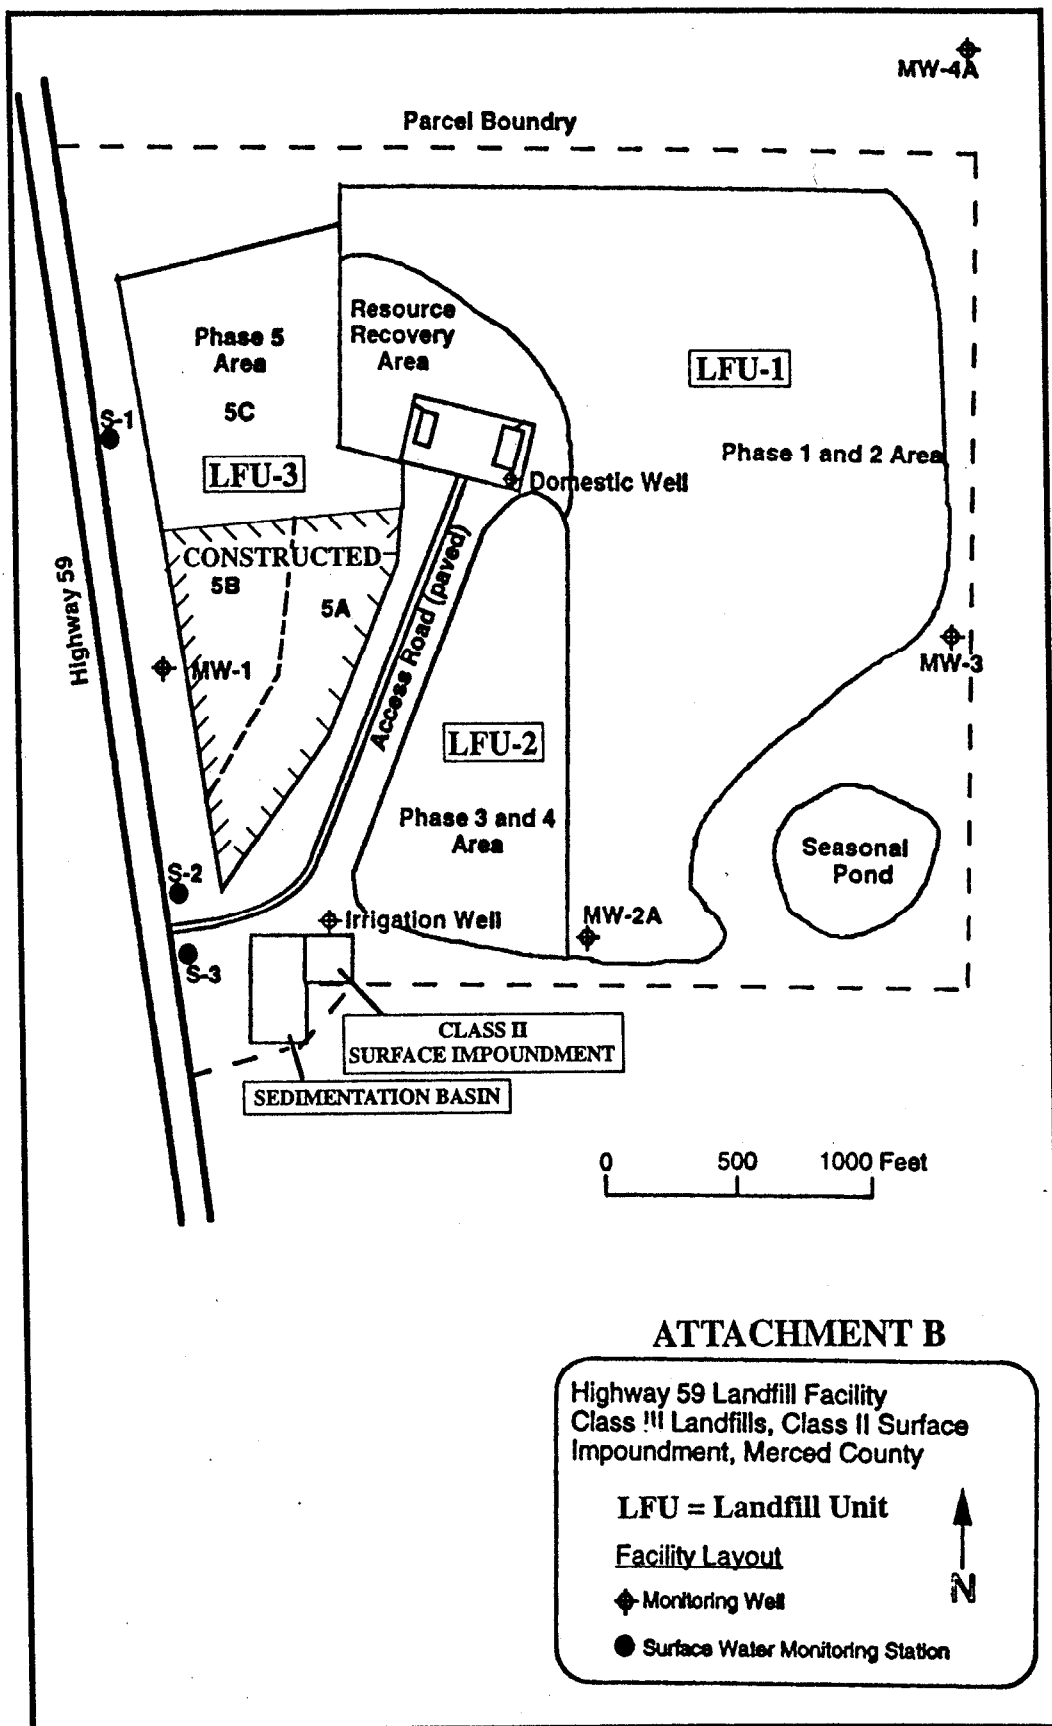 MW-4A
Parcel Boundry
Resource
Recovery
Area
Phase 5
Area
5C
LFU-1
S-1
Phase 1 and 2 Area
LFU-3
Domestic Well
CONSTRUCTED
5B
5A
Highway 59
Access Road (paved)
MW-1
MW-3
LFU-2
Phase 3 and 4
Area
Seasonal
Pond
S-2
Irrigation Well
MW-2A
S-3
CLASS II
SURFACE IMPOUNDMENT
SEDIMENTATION BASIN
0 500 1000 Feet
ATTACHMENT B
Highway 59 Landfill Facility
Class III Landfills, Class II Surface
Impoundment, Merced County
LFU = Landfill Unit
Facility Layout
N
Monitoring Well
Surface Water Monitoring Station